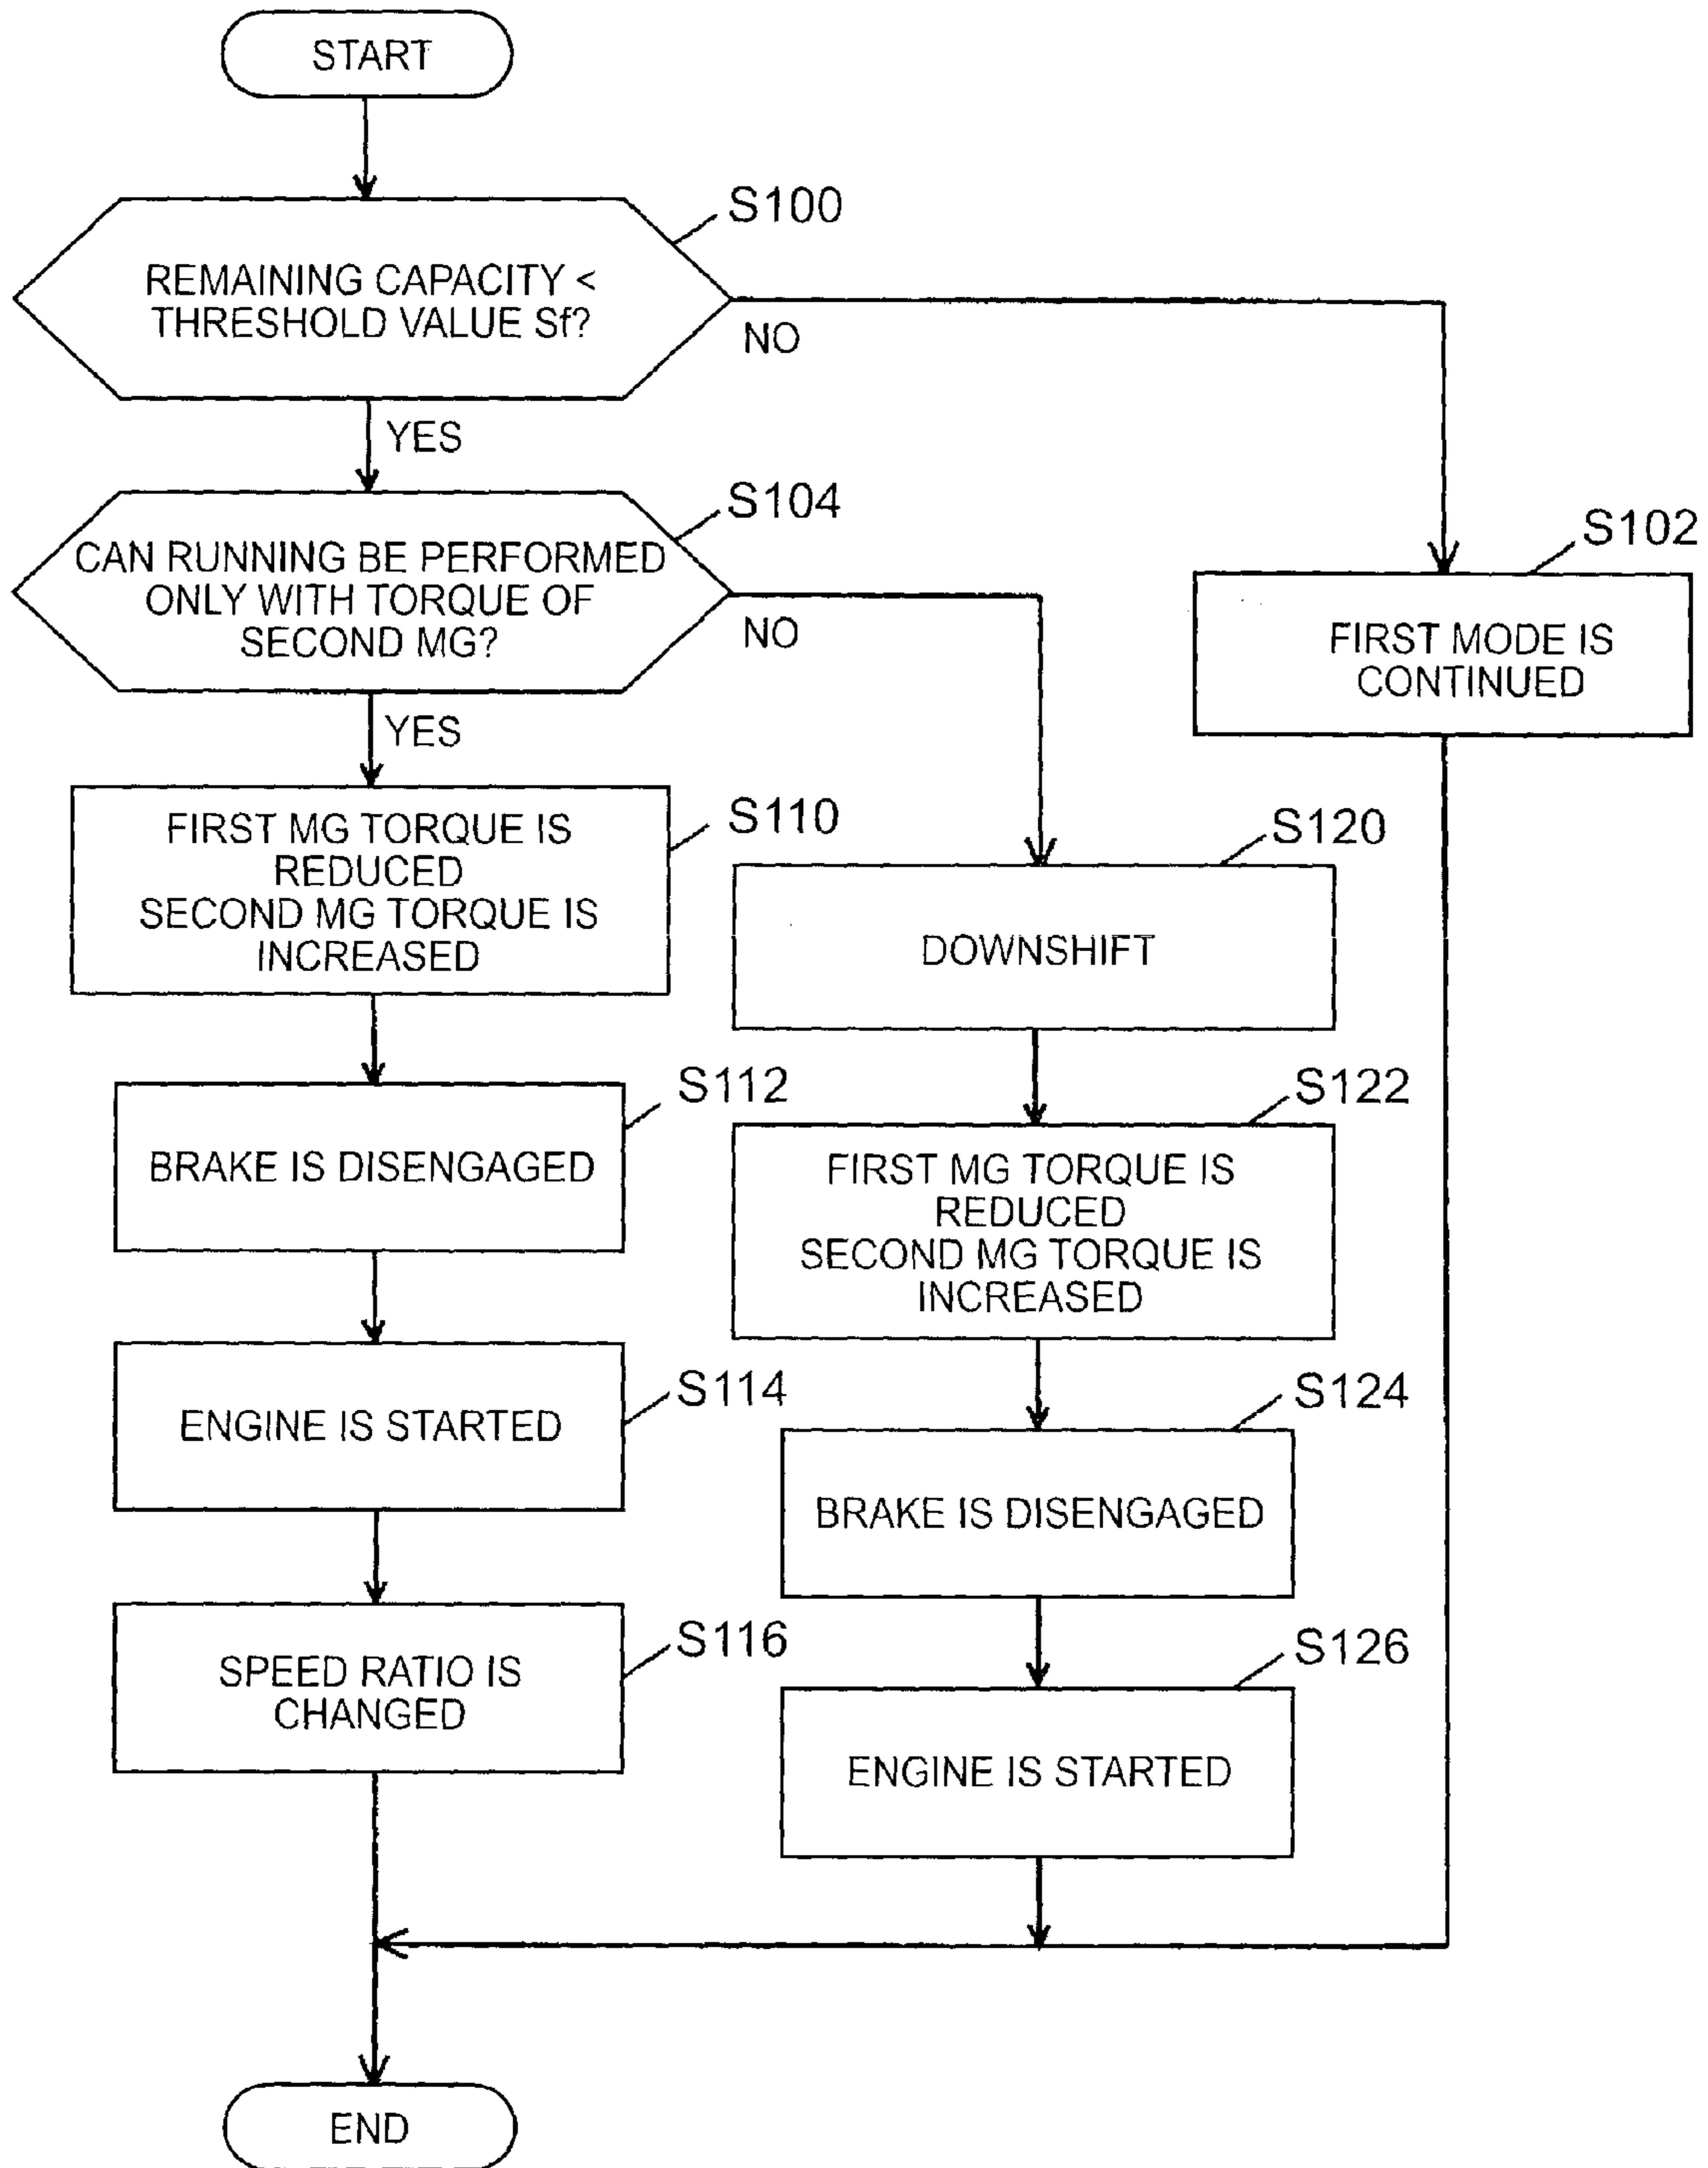 START
S100
REMAINING CAPACITY <
THRESHOLD VALUE Sf?
NO
YES
S104
CAN RUNNING BE PERFORMED
ONLY WITH TORQUE OF
SECOND MG?
NO
YES
S102
FIRST MODE IS
CONTINUED
S110
FIRST MG TORQUE IS
REDUCED
SECOND MG TORQUE IS
INCREASED
S120
DOWNSHIFT
S112
BRAKE IS DISENGAGED
S122
FIRST MG TORQUE IS
REDUCED
SECOND MG TORQUE IS
INCREASED
S114
ENGINE IS STARTED
S124
BRAKE IS DISENGAGED
S116
SPEED RATIO IS
CHANGED
S126
ENGINE IS STARTED
END